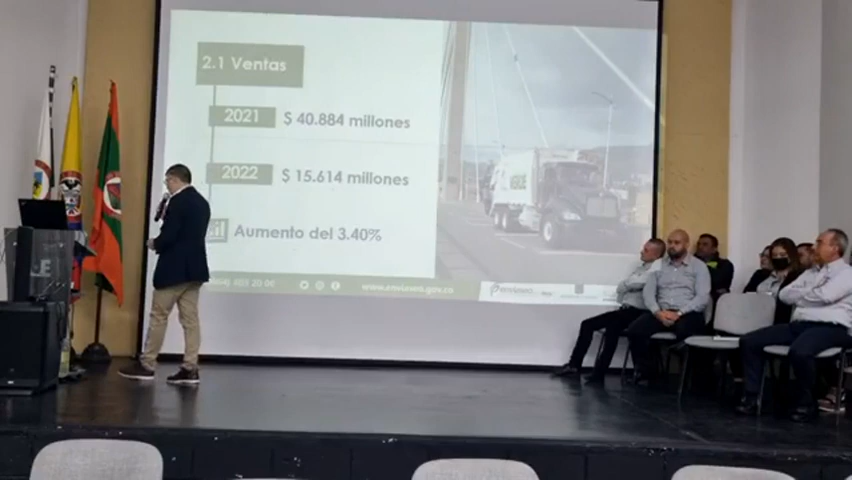 2.1 Ventas
2021 $ 40.884 millones
2022 $ 15.614 millones
Aumento del 3.40%
www.enviaseo.gov.co